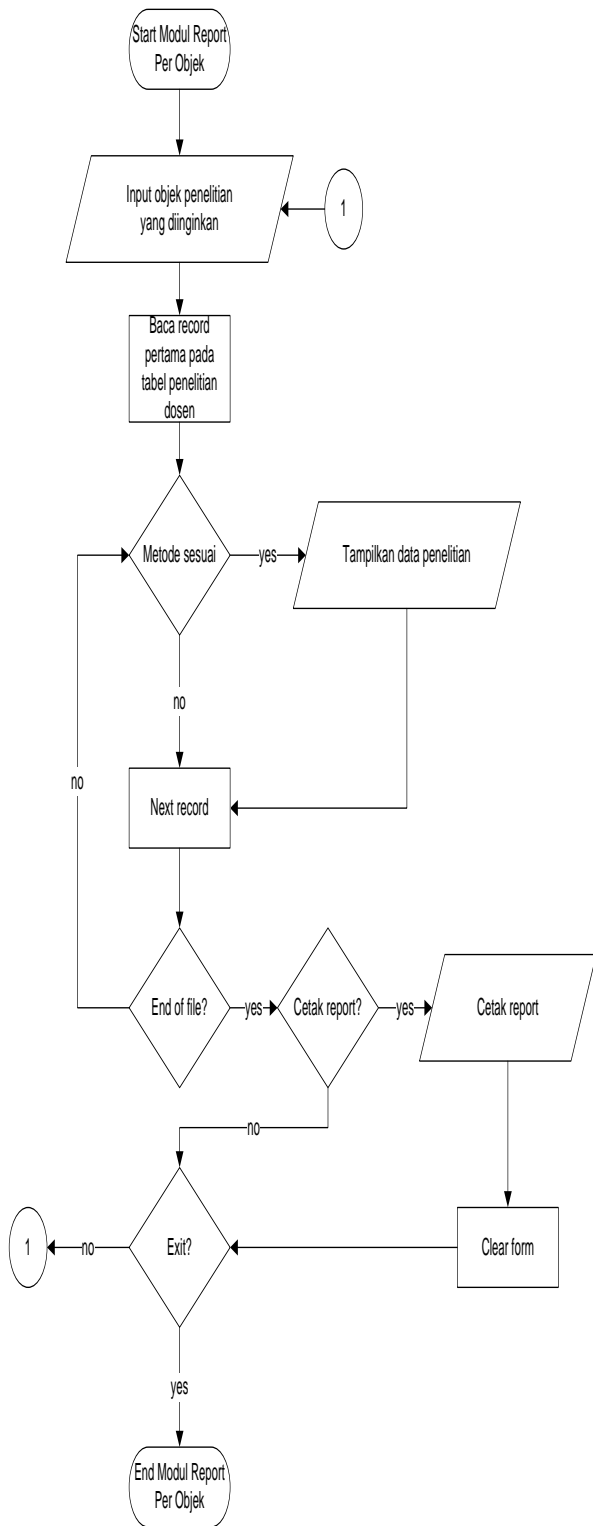 Start Modul Report
Per Objek
Input objek penelitian
yang diinginkan
1
Baca record
pertama pada
tabel penelitian
dosen
Metode sesuai
yes
Tampilkan data penelitian
no
no
Next record
End of file?
yes
Cetak report?
yes
Cetak report
no
1
no
Exit?
Clear form
yes
End Modul Report
Per Objek